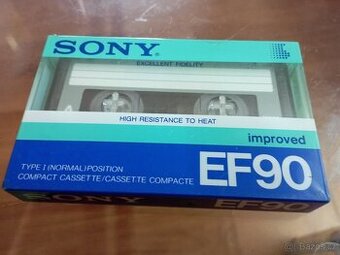 SONY
EXCELLENT FIDELITY
A
HIGH RESISTANCE TO HEAT
improved
TYPE I (NORMAL) POSITION
COMPACT CASSETTE/CASSETTE COMPACTE
EF90
SONY
EF90